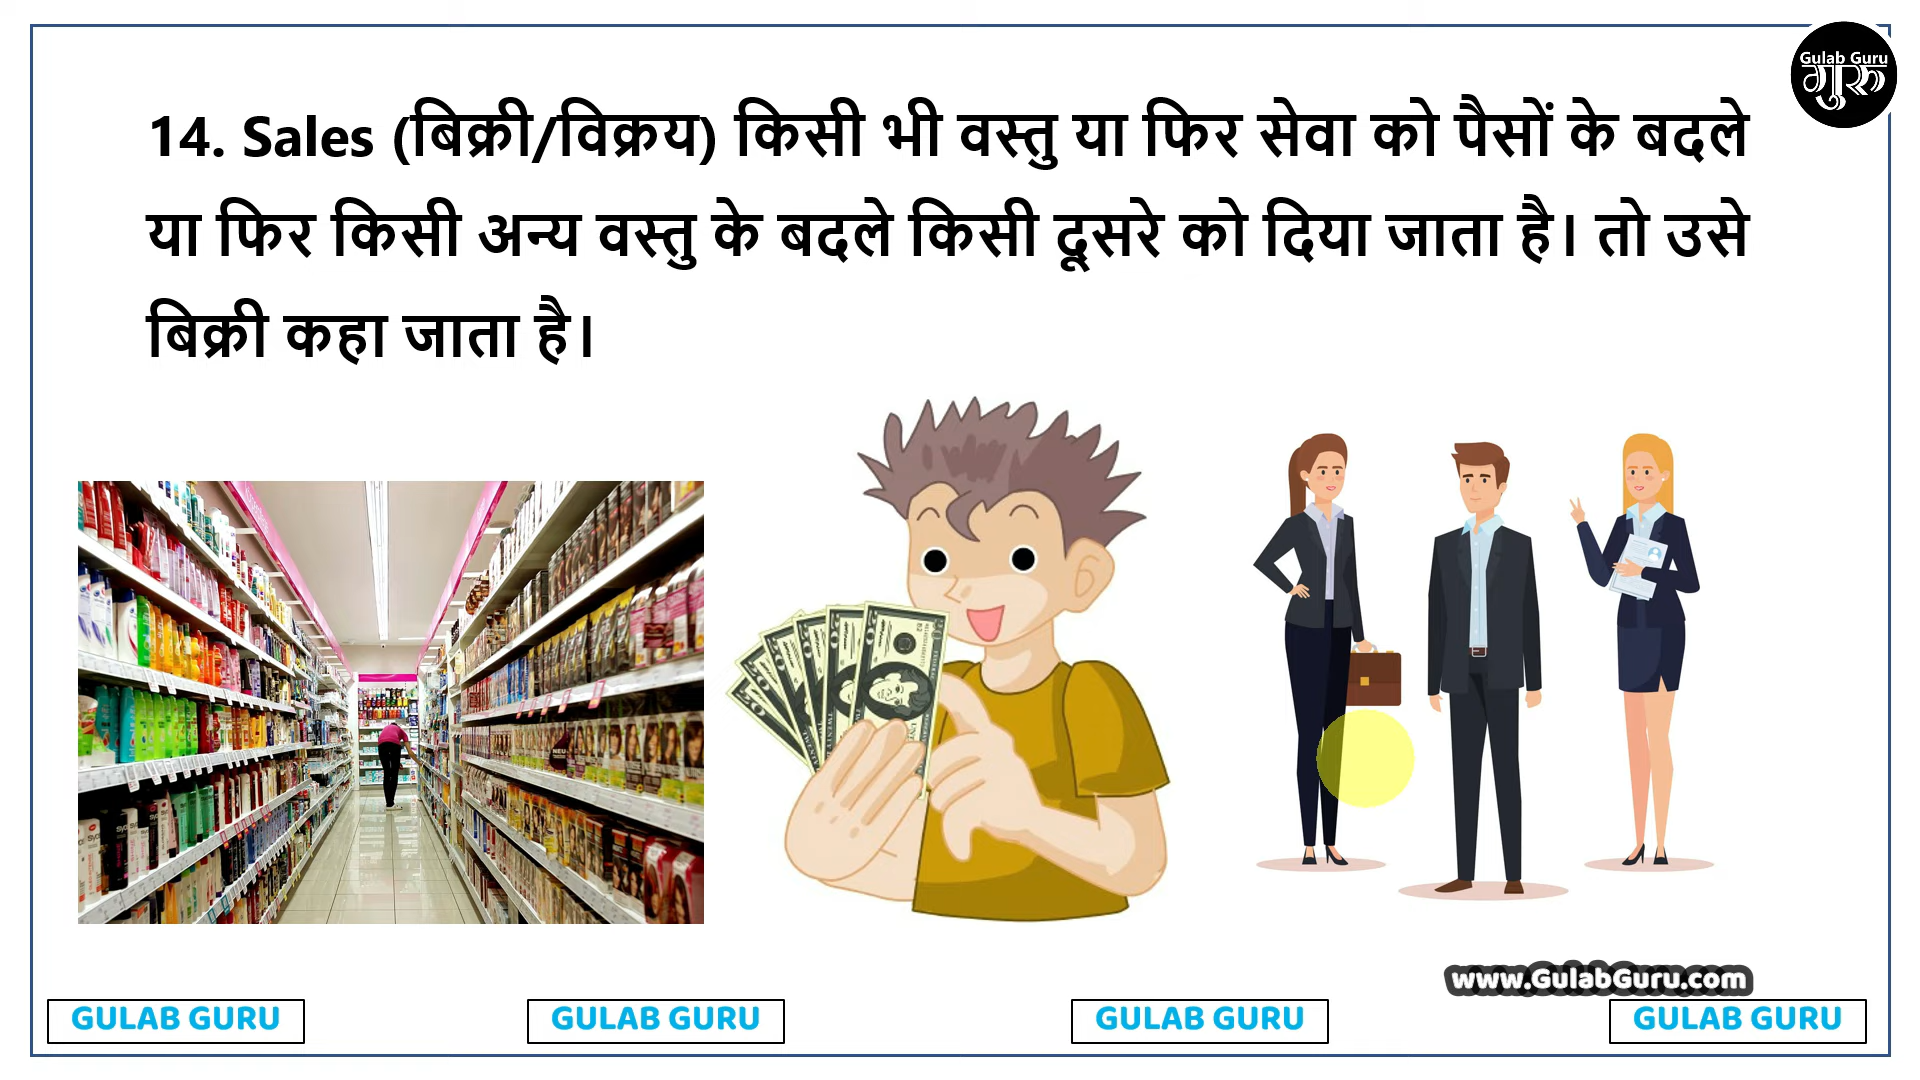 Gulab Guru
गुरु
14. Sales (बिक्री/विक्रय) किसी भी वस्तु या फिर सेवा को पैसों के बदले
या फिर किसी अन्य वस्तु के बदले किसी दूसरे को दिया जाता है। तो उसे
बिक्री कहा जाता है।
www.GulabGuru.com
GULAB GURU
GULAB GURU
GULAB GURU
GULAB GURU